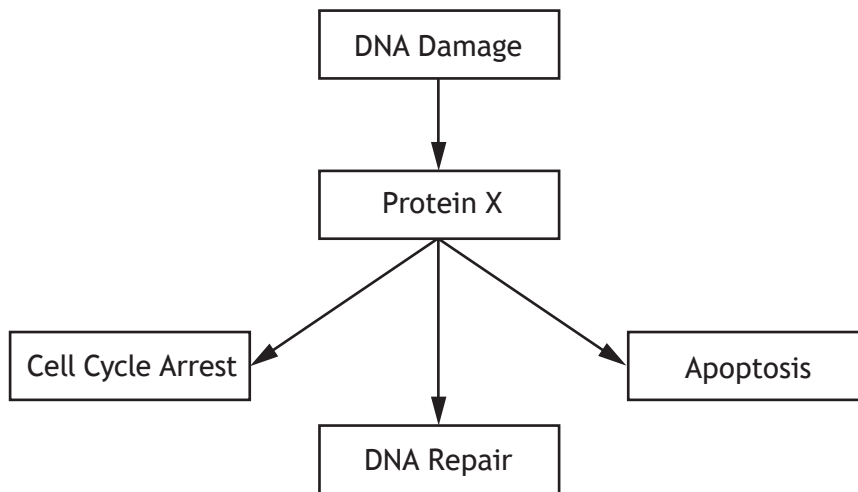 DNA Damage
Protein X
Cell Cycle Arrest
Apoptosis
DNA Repair